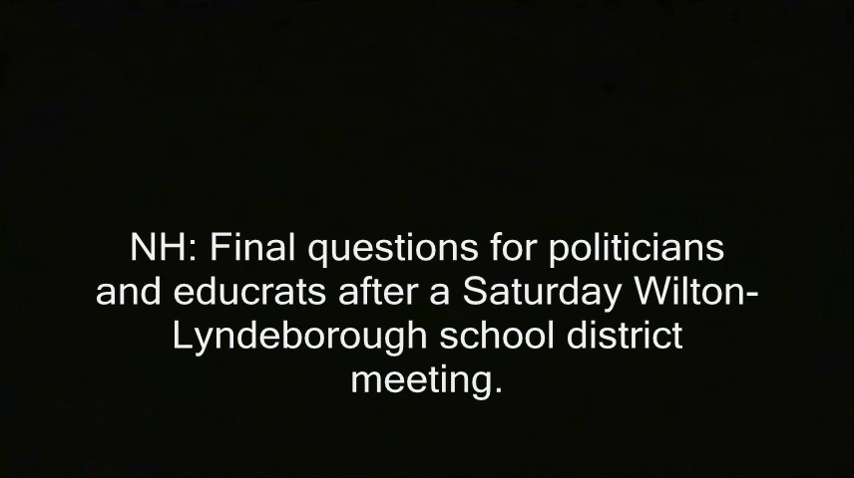 NH: Final questions for politicians
and educrats after a Saturday Wilton-
Lyndeborough school district
meeting.